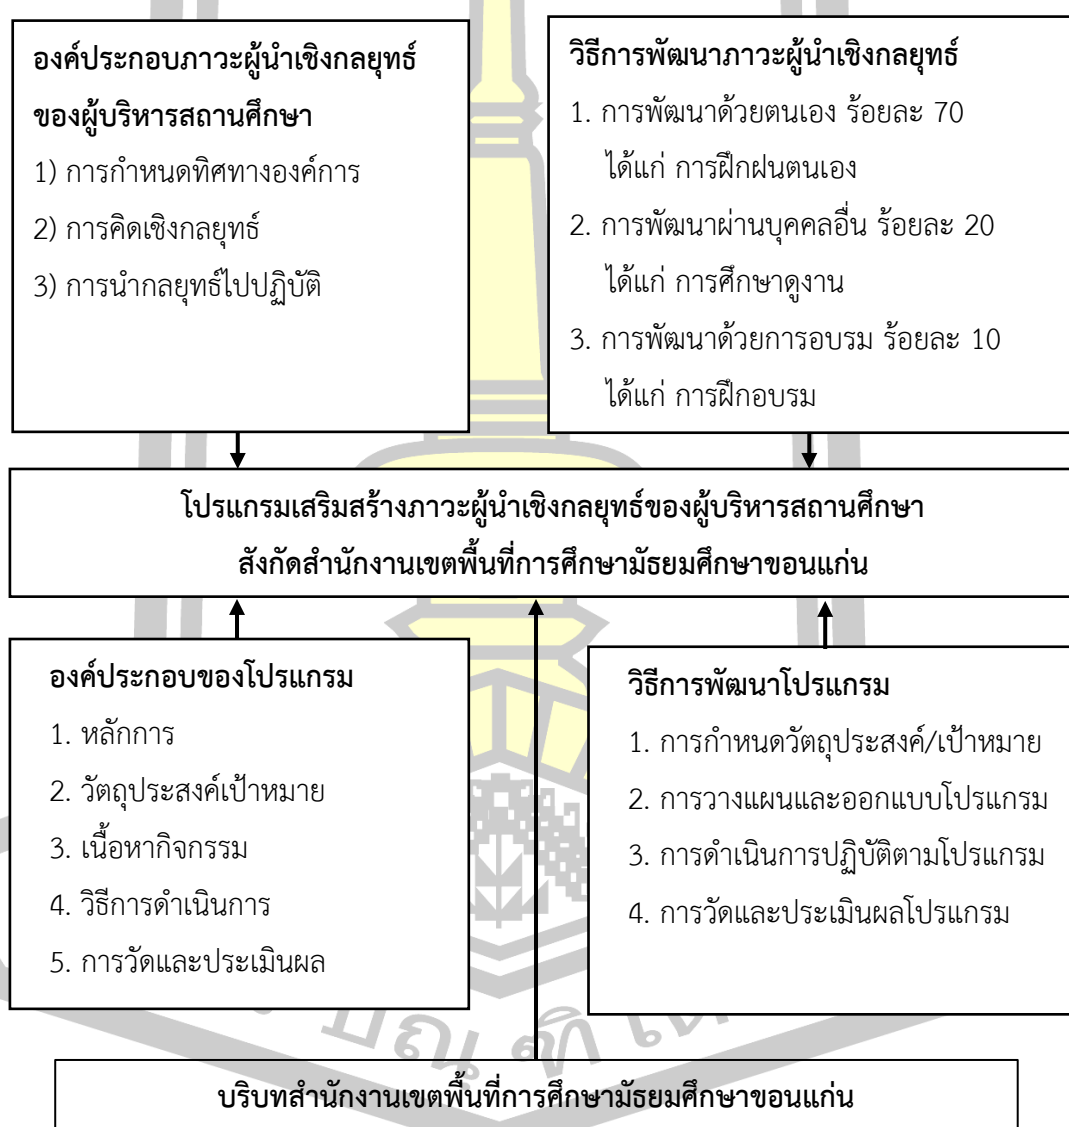 องค์ประกอบภาวะผู้นำเชิงกลยุทธ์
ของผู้บริหารสถานศึกษา
1) การกำหนดทิศทางองค์การ
2) การคิดเชิงกลยุทธ์
3) การนำกลยุทธ์ไปปฏิบัติ
วิธีการพัฒนาภาวะผู้นำเชิงกลยุทธ์
1. การพัฒนาด้วยตนเอง ร้อยละ 70
ได้แก่ การฝึกฝนตนเอง
2. การพัฒนาผ่านบุคคลอื่น ร้อยละ 20
ได้แก่ การศึกษาดูงาน
3. การพัฒนาด้วยการอบรม ร้อยละ 10
ได้แก่ การฝึกอบรม
โปรแกรมเสริมสร้างภาวะผู้นำเชิงกลยุทธ์ของผู้บริหารสถานศึกษา
สังกัดสำนักงานเขตพื้นที่การศึกษามัธยมศึกษาขอนแก่น
องค์ประกอบของโปรแกรม
1. หลักการ
2. วัตถุประสงค์เป้าหมาย
3. เนื้อหากิจกรรม
4. วิธีการดำเนินการ
5. การวัดและประเมินผล
วิธีการพัฒนาโปรแกรม
1. การกำหนดวัตถุประสงค์/เป้าหมาย
2. การวางแผนและออกแบบโปรแกรม
3. การดำเนินการปฏิบัติตามโปรแกรม
4. การวัดและประเมินผลโปรแกรม
บริบทสำนักงานเขตพื้นที่การศึกษามัธยมศึกษาขอนแก่น